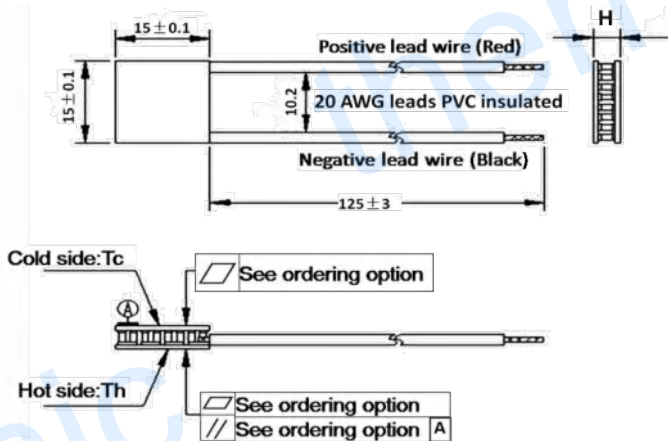 15±0.1
H
Positive lead wire (Red)
15±0.1
10.2
20 AWG leads PVC insulated
Negative lead wire (Black)
125±3
Cold side:Tc
See ordering option
A
Hot side:Th
See ordering option
// See ordering option A